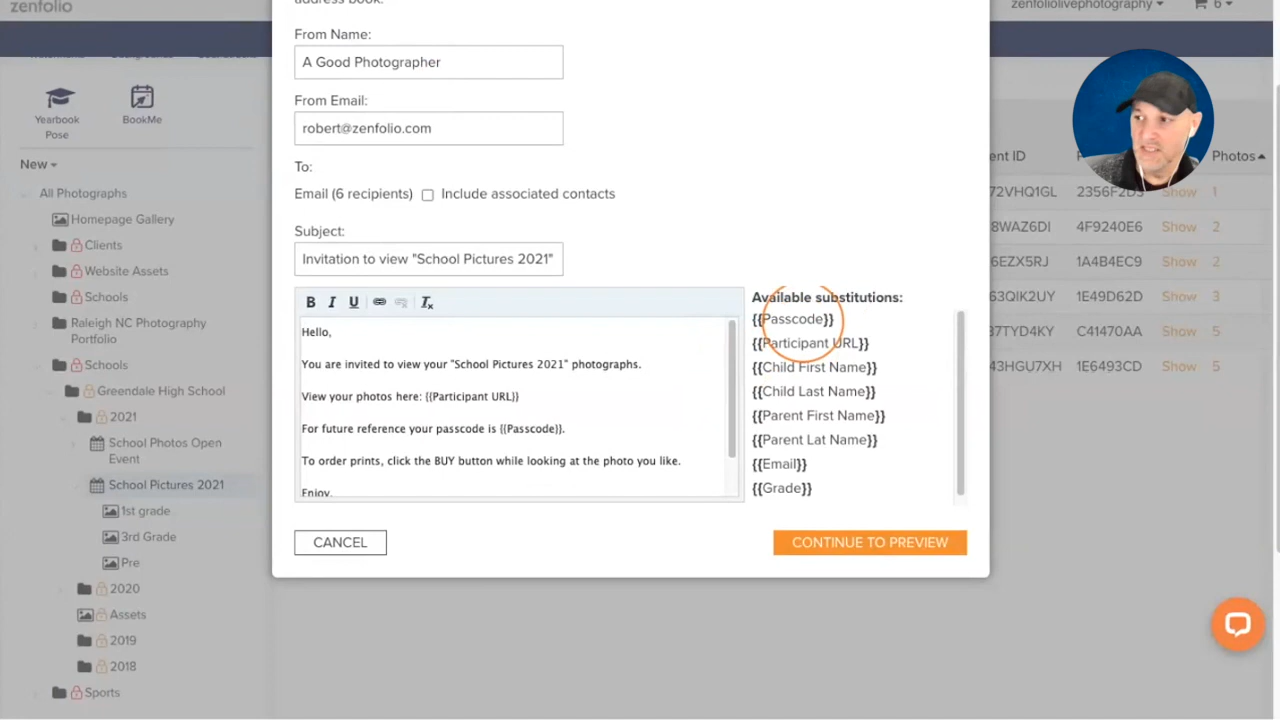 zenfolio
zenfoliolivephotography
6
address book.
From Name:
A Good Photographer
From Email:
robert@zenfolio.com
To:
Email (6 recipients) Include associated contacts
Subject:
Invitation to view "School Pictures 2021"
B I U Tx
Hello,
You are invited to view your "School Pictures 2021" photographs.
View your photos here: {{Participant URL}}
For future reference your passcode is {{Passcode}}.
To order prints, click the BUY button while looking at the photo you like.
Enjoy,
Available substitutions:
{{Passcode}}
{{Participant URL}}
{{Child First Name}}
{{Child Last Name}}
{{Parent First Name}}
{{Parent Lat Name}}
{{Email}}
{{Grade}}
CANCEL
CONTINUE TO PREVIEW
Yearbook
Pose
BookMe
New
All Photographs
Homepage Gallery
Clients
Website Assets
Schools
Raleigh NC Photography
Portfolio
Schools
Greendale High School
2021
School Photos Open
Event
School Pictures 2021
1st grade
3rd Grade
Pre
2020
Assets
2019
2018
Sports
ent ID Photos
72VHQ1GL 2356F2D3 Show 1
8WAZ6DI 4F9240E6 Show 2
6EZX5RJ 1A4B4EC9 Show 2
63QIK2UY 1E49D62D Show 3
37TYD4KY C41470AA Show 5
43HGU7XH 1E6493CD Show 5